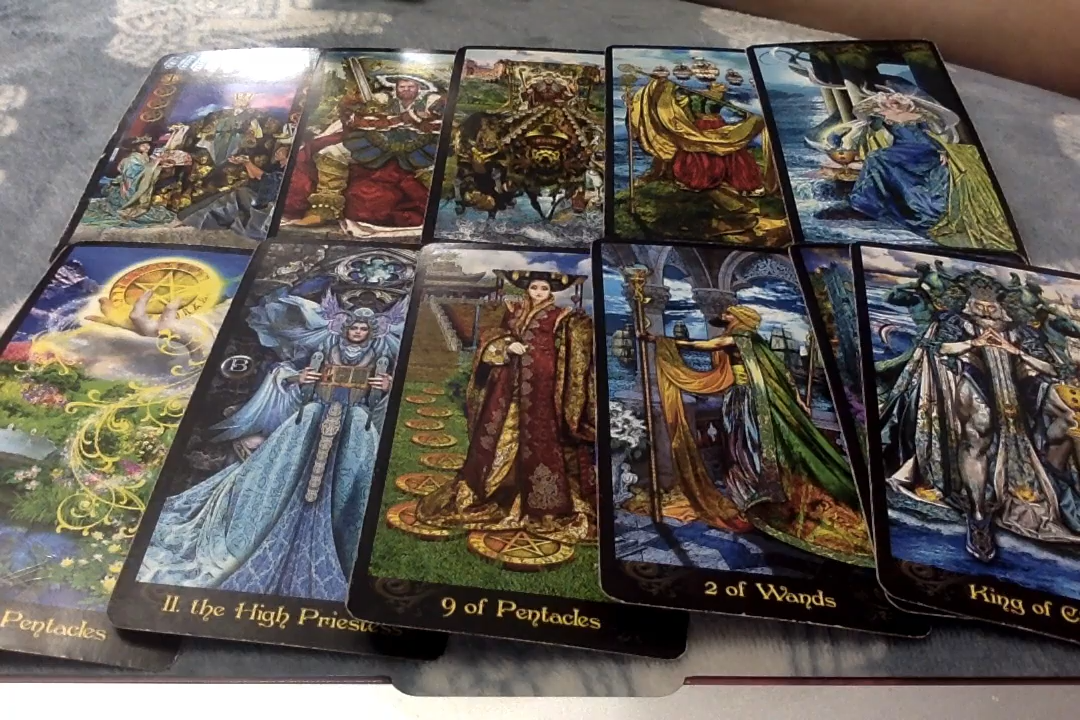 Pentacles
II. the High Priestess
9 of Pentacles
2 of Wands
King of C
B